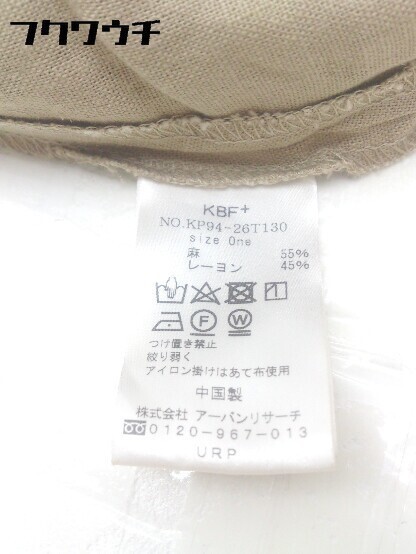 フクワウチ
KBF+
NO.KP94-26T130
size One
麻 55%
レーヨン 45%
F W
つけ置き禁止
絞り弱く
アイロン掛けはあて布使用
中国製
株式会社 アーバンリサーチ
0120-967-013
URP